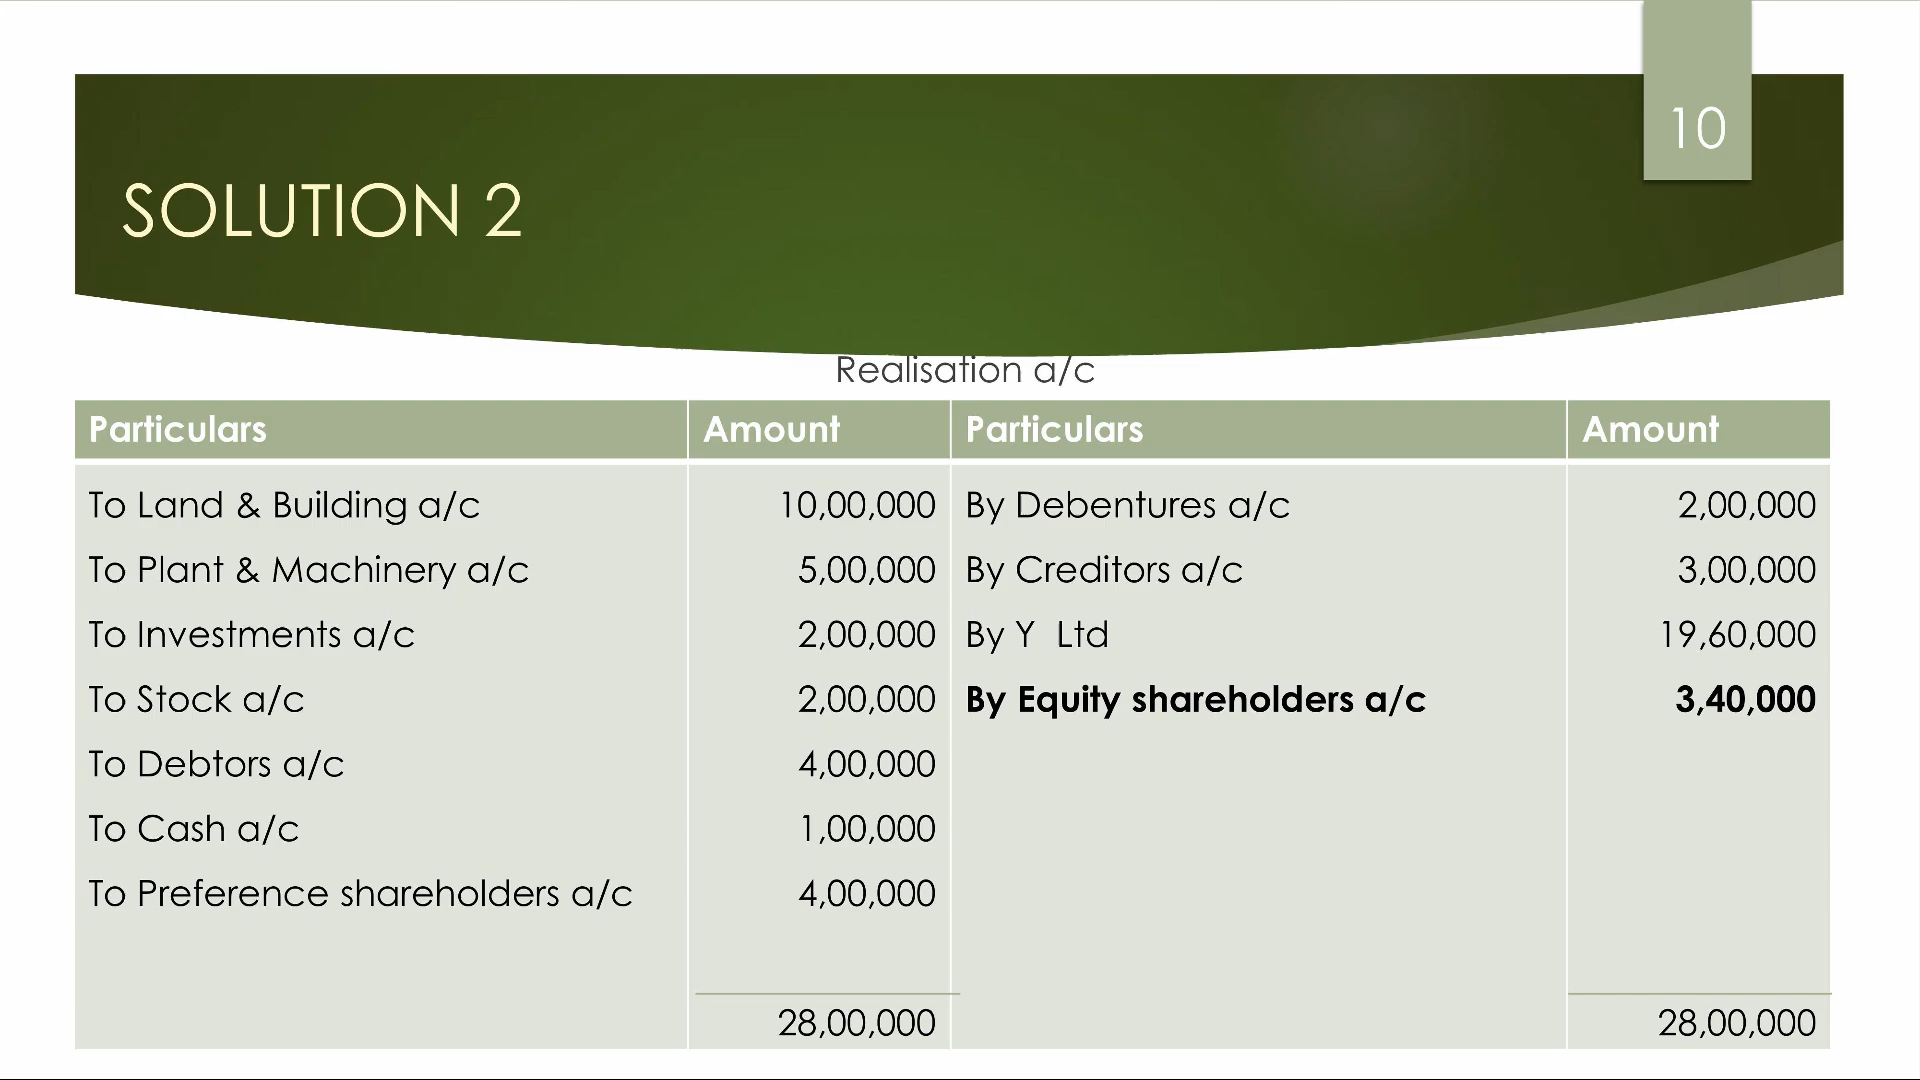 10
SOLUTION 2
Realisation a/c
Particulars Amount Particulars Amount
To Land & Building a/c 10,00,000 By Debentures a/c 2,00,000
To Plant & Machinery a/c 5,00,000 By Creditors a/c 3,00,000
To Investments a/c 2,00,000 By Y Ltd 19,60,000
To Stock a/c 2,00,000 By Equity shareholders a/c 3,40,000
To Debtors a/c 4,00,000
To Cash a/c 1,00,000
To Preference shareholders a/c 4,00,000
28,00,000 28,00,000